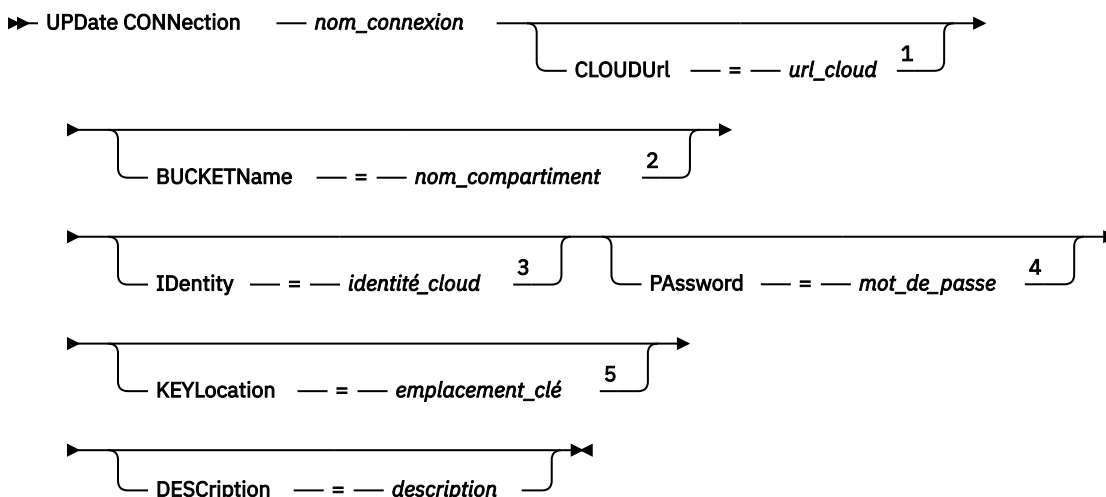 UPDate CONNection — nom_connexion
CLOUDUrl — = — url_cloud 1
BUCKETName — = — nom_compartiment 2
IDentity — = — identité_cloud 3 PAssword — = — mot_de_passe 4
KEYLocation — = — emplacement_clé 5
DESCription — = — description